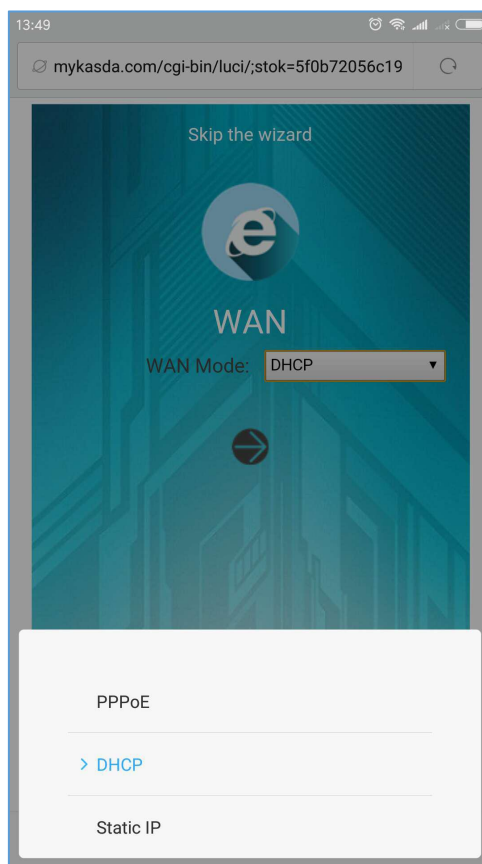 13:49
mykasda.com/cgi-bin/luci/;stok=5f0b72056c19
Skip the wizard
WAN
WAN Mode: DHCP
PPPoE
DHCP
Static IP